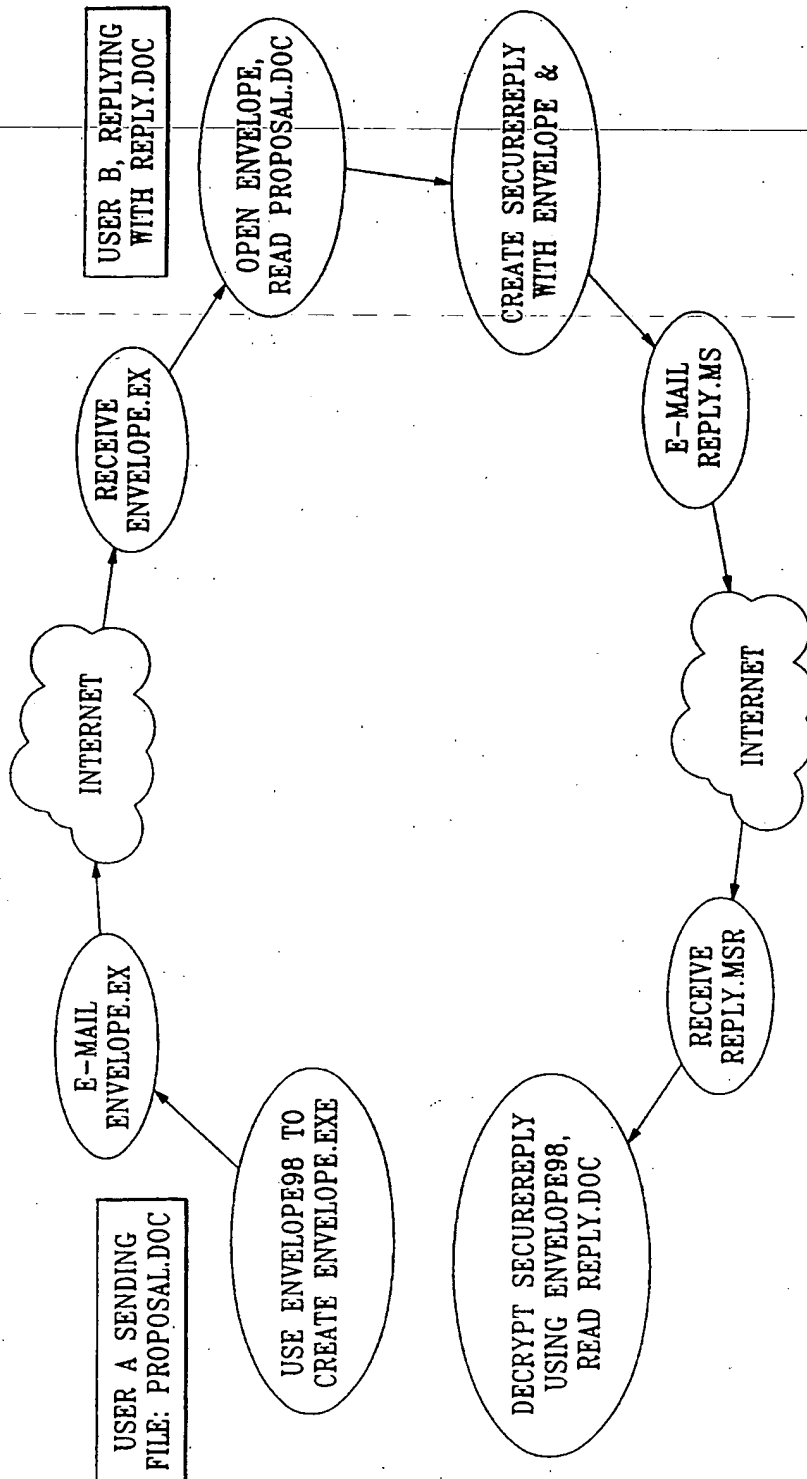 USER A SENDING
FILE: PROPOSAL.DOC
USE ENVELOPE98 TO
CREATE ENVELOPE.EXE
E-MAIL
ENVELOPE.EX
INTERNET
RECEIVE
ENVELOPE.EX
USER B, REPLYING
WITH REPLY.DOC
OPEN ENVELOPE,
READ PROPOSAL.DOC
CREATE SECUREREPLY
WITH ENVELOPE &
E-MAIL
REPLY.MS
INTERNET
RECEIVE
REPLY.MSR
DECRYPT SECUREREPLY
USING ENVELOPE98,
READ REPLY.DOC